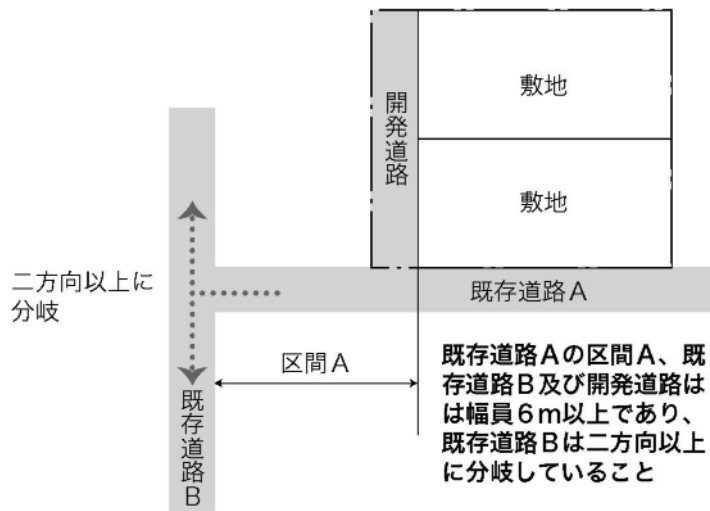 開発道路
敷地
敷地
二方向以上に
分岐
既存道路A
区間A
既存道路B
既存道路Aの区間A、既
存道路B及び開発道路は
は幅員6m以上であり、
既存道路Bは二方向以上
に分岐していること